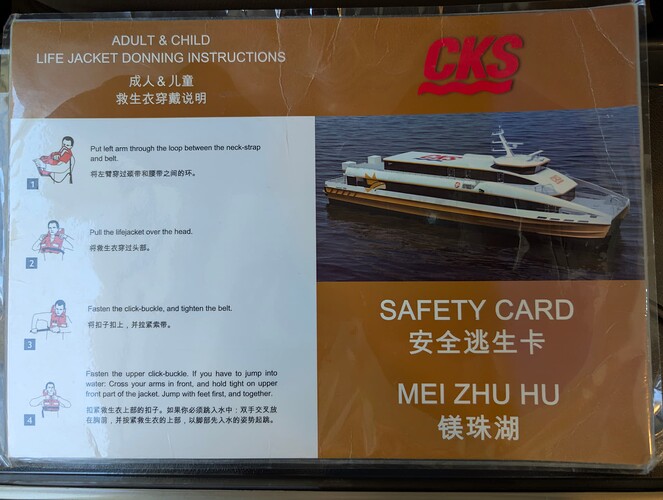 ADULT & CHILD
LIFE JACKET DONNING INSTRUCTIONS
成人 & 儿童
救生衣穿戴说明
1
Put left arm through the loop between the neck-strap
and belt.
将左臂穿过颈带和腰带之间的环。
2
Pull the lifejacket over the head.
将救生衣穿过头部。
3
Fasten the click-buckle, and tighten the belt.
将扣子扣上，并拉紧索带。
4
Fasten the upper click-buckle. If you have to jump into
water: Cross your arms in front, and hold tight on upper
front part of the jacket. Jump with feet first, and together.
扣紧救生衣上部的扣子。如果你必须跳入水中：双手交叉放
在胸前，并按紧救生衣的上部，以脚部先入水的姿势起跳。
CKS
CKS
SAFETY CARD
安全逃生卡
MEI ZHU HU
镁珠湖